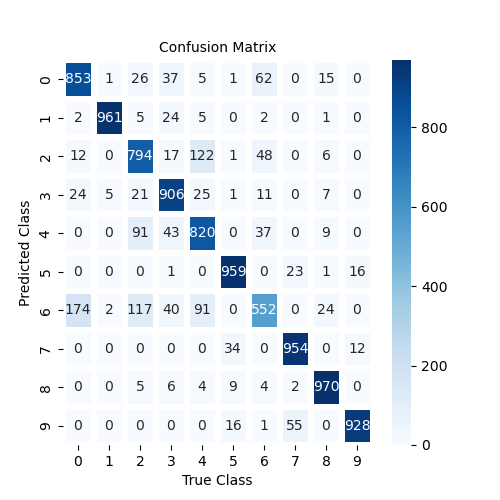 Confusion Matrix
0 853 1 26 37 5 1 62 0 15 0
1 2 961 5 24 5 0 2 0 1 0
2 12 0 794 17 122 1 48 0 6 0
3 24 5 21 906 25 1 11 0 7 0
4 0 0 91 43 820 0 37 0 9 0
5 0 0 0 1 0 959 0 23 1 16
6 174 2 117 40 91 0 552 0 24 0
7 0 0 0 0 0 34 0 954 0 12
8 0 0 5 6 4 9 4 2 970 0
9 0 0 0 0 0 16 1 55 0 928
0 1 2 3 4 5 6 7 8 9
True Class
Predicted Class
800
600
400
200
0